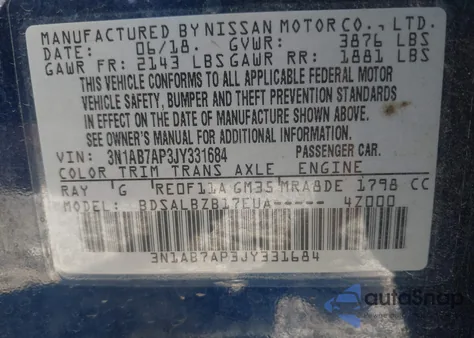 MANUFACTURED BY NISSAN MOTOR CO., LTD.
DATE: 06/18. GVWR: 3876 LBS
GAWR FR: 2143 LBS GAWR RR: 1881 LBS
THIS VEHICLE CONFORMS TO ALL APPLICABLE FEDERAL MOTOR
VEHICLE SAFETY, BUMPER AND THEFT PREVENTION STANDARDS
IN EFFECT ON THE DATE OF MANUFACTURE SHOWN ABOVE.
SEE OWNER'S MANUAL FOR ADDITIONAL INFORMATION.
VIN: 3N1AB7AP3JY331684 PASSENGER CAR.
COLOR TRIM TRANS AXLE ENGINE
RAY G RE0F11A GM35 MRA8DE 1798 CC
MODEL: BDSALBZB17EUA----- 4Z000
3N1AB7AP3JY331684
autoSnap